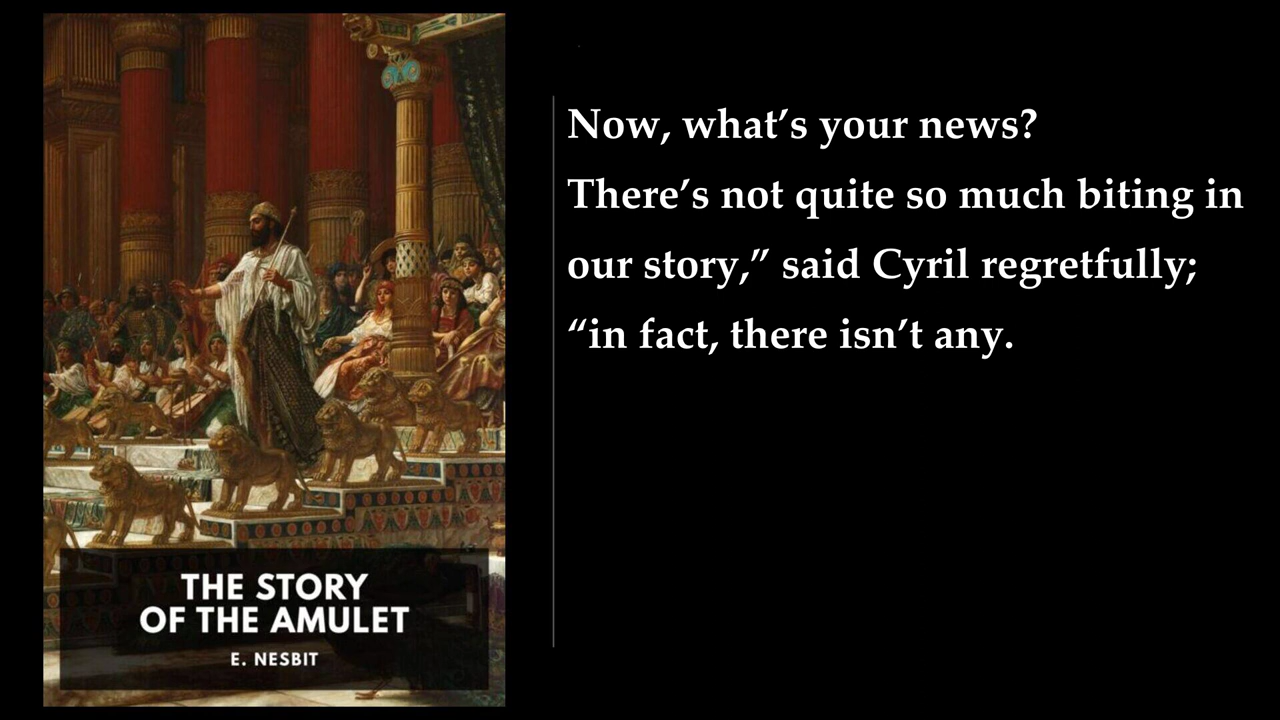 THE STORY
OF THE AMULET
E. NESBIT
Now, what’s your news?
There’s not quite so much biting in
our story,” said Cyril regretfully;
“in fact, there isn’t any.